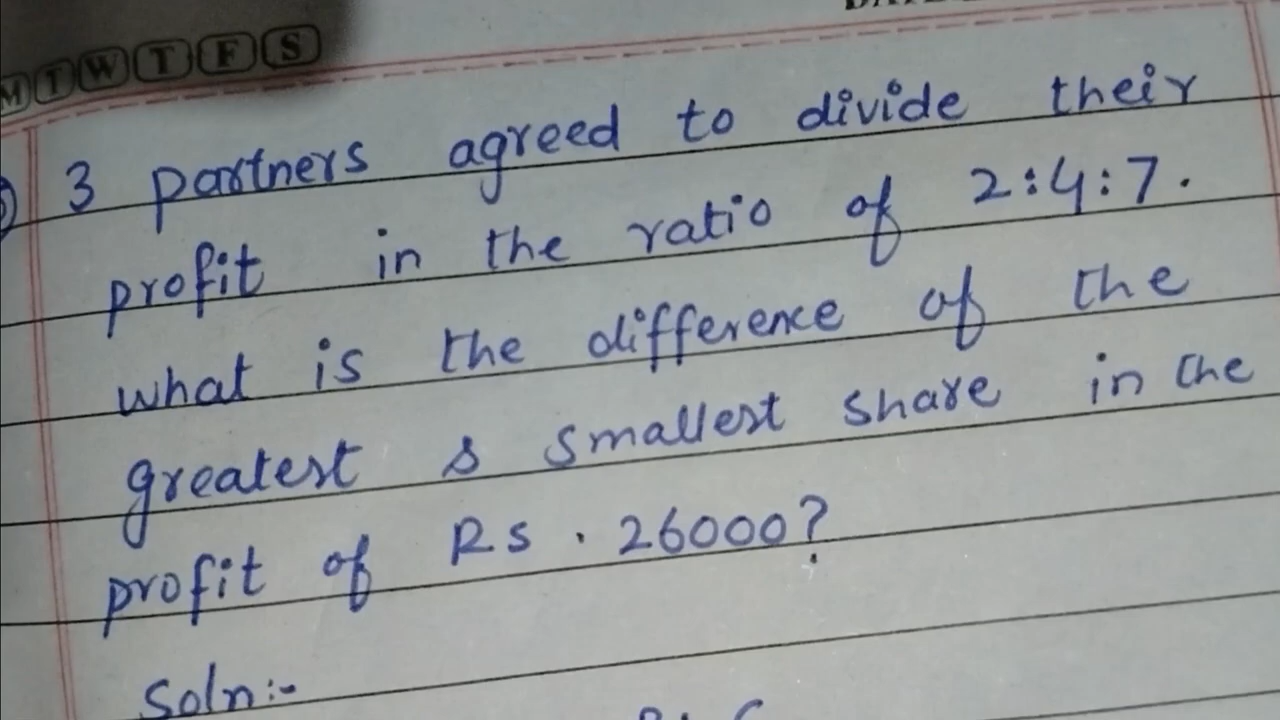 M T W T F S
3 partners agreed to divide their
profit in the ratio of 2:4:7.
what is the difference of the
greatest & smallest share in the
profit of Rs. 26000?
Soln:-